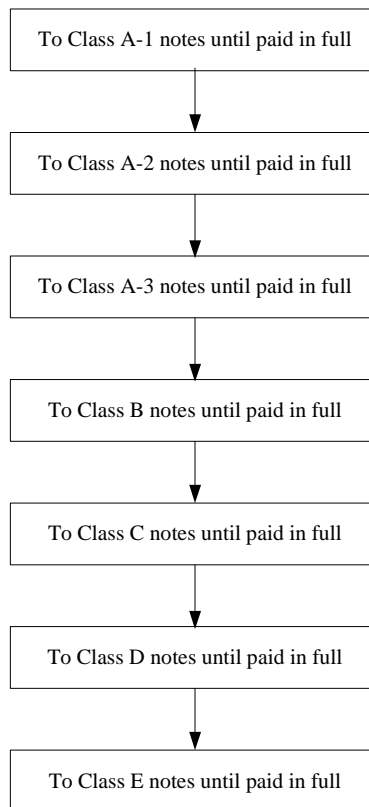 To Class A-1 notes until paid in full
To Class A-2 notes until paid in full
To Class A-3 notes until paid in full
To Class B notes until paid in full
To Class C notes until paid in full
To Class D notes until paid in full
To Class E notes until paid in full